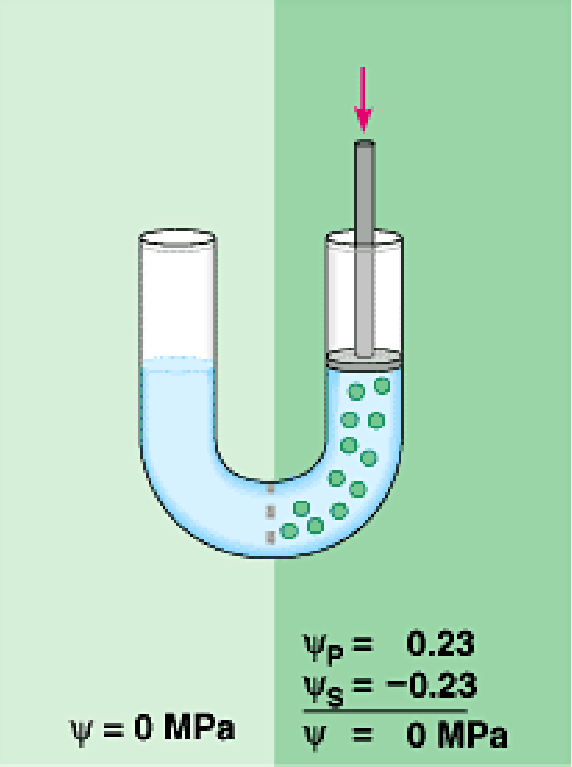 ψ = 0 MPa
ψP = 0.23
ψS = −0.23
ψ = 0 MPa